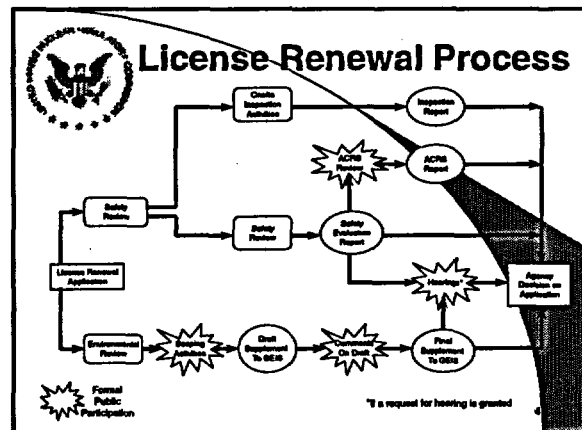 License Renewal Process
Onsite
Inspection
Activities
Inspection
Report
ACRS
Review
ACRS
Report
Safety
Review
Safety
Review
Safety
Evaluation
Report
License Renewal
Application
Hearings*
Agency
Decision on
Application
Environmental
Review
Scoping
Activities
Draft
Supplement
To GEIS
Comments
On Draft
Final
Supplement
To GEIS
Formal
Public
Participation
*If a request for hearing is granted